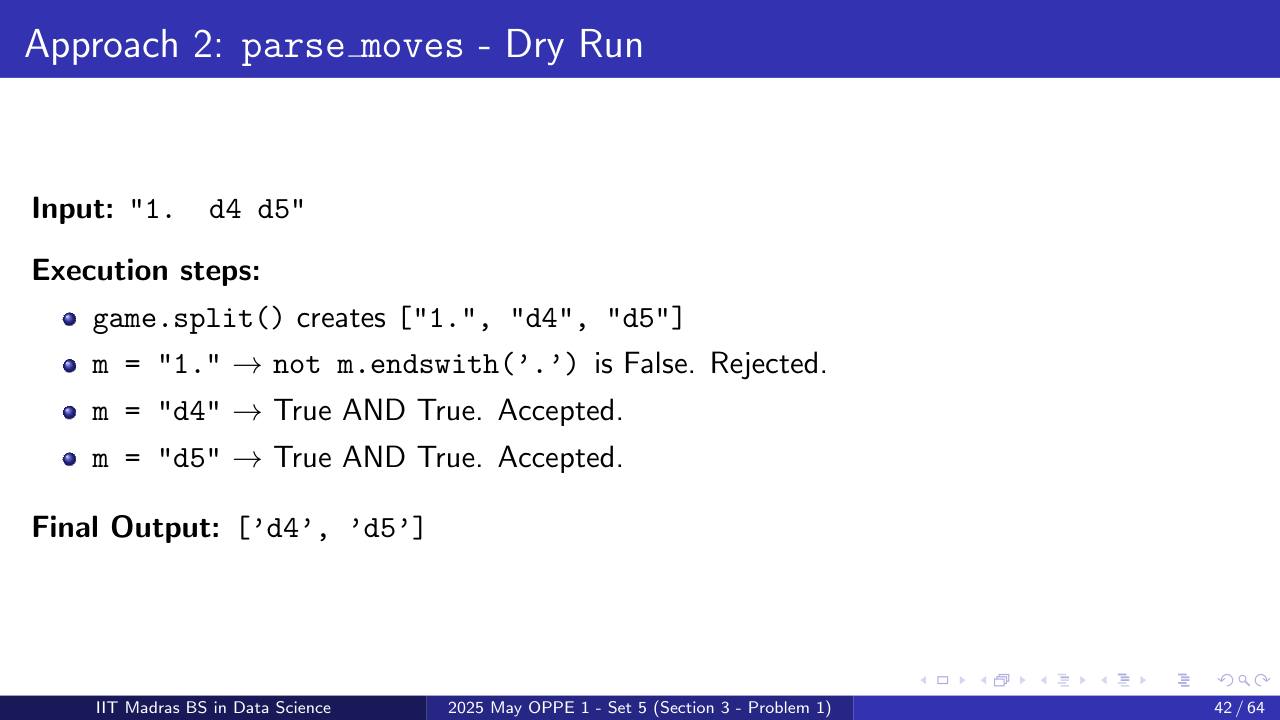 Approach 2: parse_moves - Dry Run
Input: "1.  d4 d5"
Execution steps:
game.split() creates ["1.", "d4", "d5"]
m = "1." → not m.endswith('.') is False. Rejected.
m = "d4" → True AND True. Accepted.
m = "d5" → True AND True. Accepted.
Final Output: ['d4', 'd5']
IIT Madras BS in Data Science
2025 May OPPE 1 - Set 5 (Section 3 - Problem 1)
42 / 64